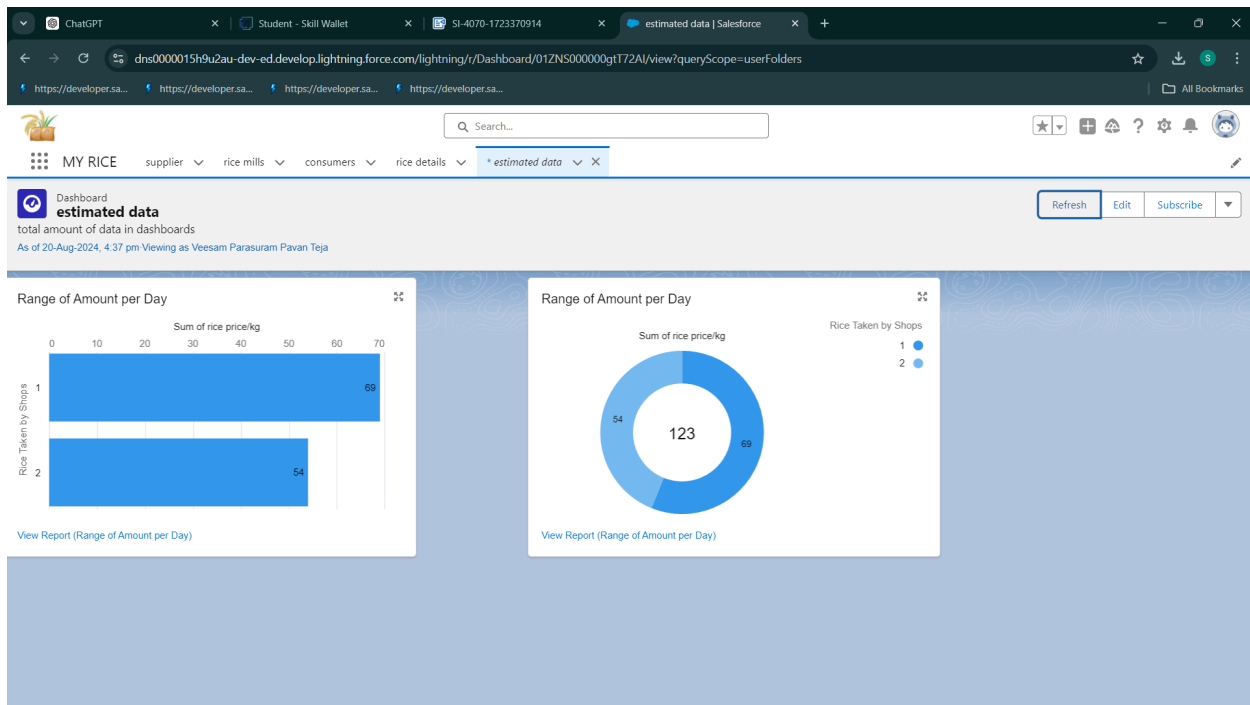 ChatGPT
Student - Skill Wallet
SI-4070-1723370914
estimated data | Salesforce
dns0000015h9u2au-dev-ed.develop.lightning.force.com/lightning/r/Dashboard/01ZNS000000gtT72AI/view?queryScope=userFolders
S
https://developer.sa...
https://developer.sa...
https://developer.sa...
https://developer.sa...
All Bookmarks
Search...
MY RICE
supplier
rice mills
consumers
rice details
* estimated data
Dashboard
estimated data
total amount of data in dashboards
As of 20-Aug-2024, 4:37 pm·Viewing as Veesam Parasuram Pavan Teja
Refresh
Edit
Subscribe
Range of Amount per Day
Sum of rice price/kg
0 10 20 30 40 50 60 70
Rice Taken by Shops
1
69
2
54
View Report (Range of Amount per Day)
Range of Amount per Day
Sum of rice price/kg
Rice Taken by Shops
1
2
54
123
69
View Report (Range of Amount per Day)